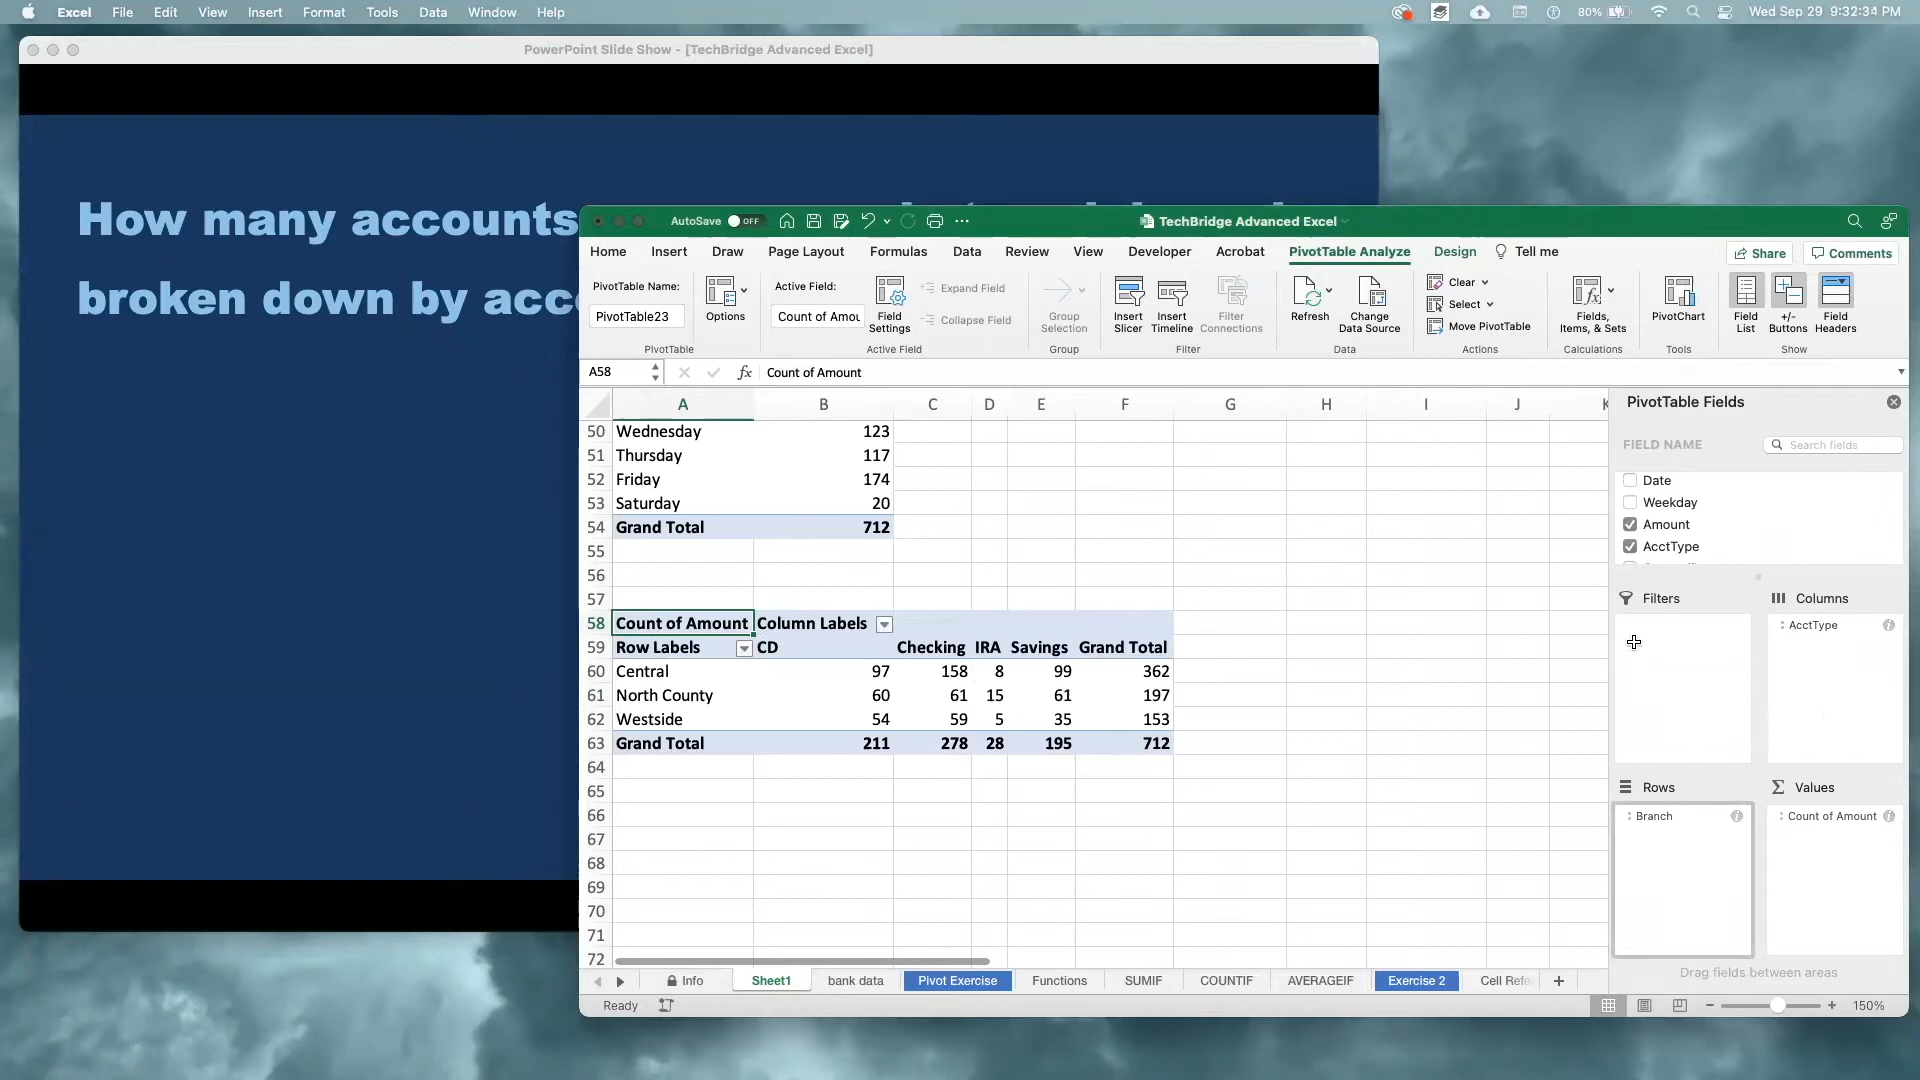 Excel File Edit View Insert Format Tools Data Window Help 80% Wed Sep 29 9:32:34 PM
PowerPoint Slide Show - [TechBridge Advanced Excel]
How many accounts
broken down by
AutoSave OFF TechBridge Advanced Excel
Home Insert Draw Page Layout Formulas Data Review View Developer Acrobat PivotTable Analyze Design Tell me Share Comments
PivotTable Name:
PivotTable23
Options
PivotTable
Active Field:
Count of Amou
Field
Settings
Expand Field
Collapse Field
Active Field
Group
Selection
Group
Insert
Slicer
Insert
Timeline
Filter
Connections
Filter
Refresh
Change
Data Source
Data
Clear
Select
Move PivotTable
Actions
Fields,
Items, & Sets
Calculations
PivotChart
Tools
Field
List
+/-
Buttons
Field
Headers
Show
A58 fx Count of Amount
A B C D E F G H I J K
50 Wednesday 123
51 Thursday 117
52 Friday 174
53 Saturday 20
54 Grand Total 712
55
56
57
58 Count of Amount Column Labels
59 Row Labels CD Checking IRA Savings Grand Total
60 Central 97 158 8 99 362
61 North County 60 61 15 61 197
62 Westside 54 59 5 35 153
63 Grand Total 211 278 28 195 712
64
65
66
67
68
69
70
71
72
PivotTable Fields
FIELD NAME Search fields
Date
Weekday
Amount
AcctType
Filters
Columns
AcctType
Rows
Branch
Values
Count of Amount
Drag fields between areas
Info Sheet1 bank data Pivot Exercise Functions SUMIF COUNTIF AVERAGEIF Exercise 2 Cell Refe +
Ready 150%